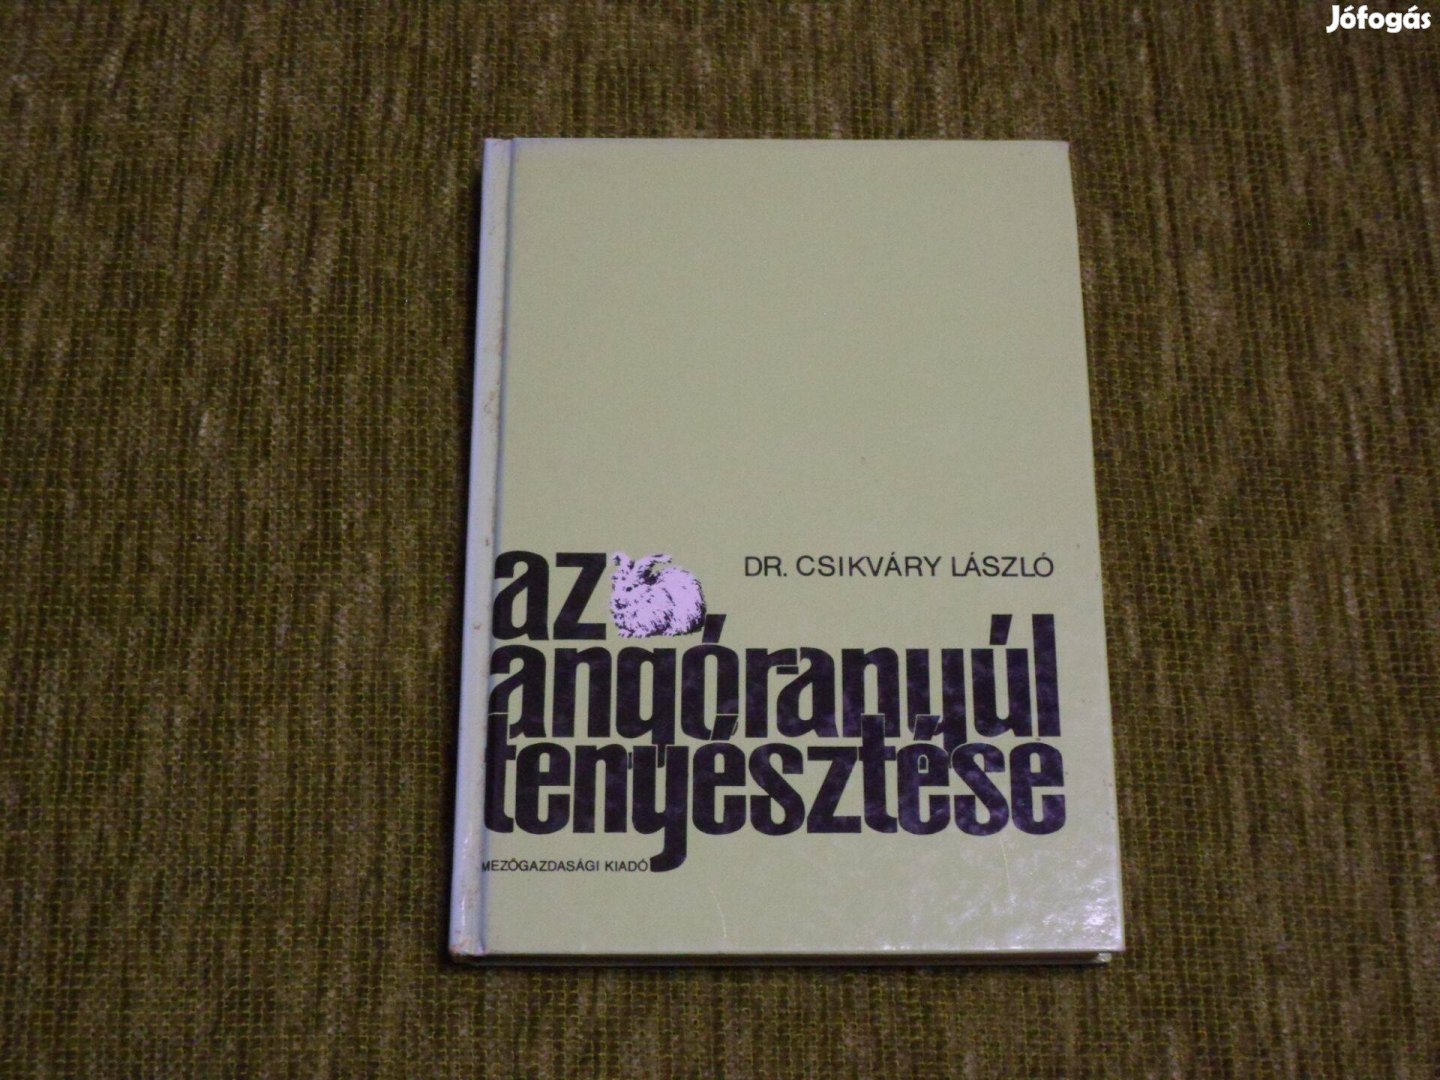 Jófogás
az
DR. CSIKVÁRY LÁSZLÓ
angóranyúl
tenyésztése
MEZŐGAZDASÁGI KIADÓ